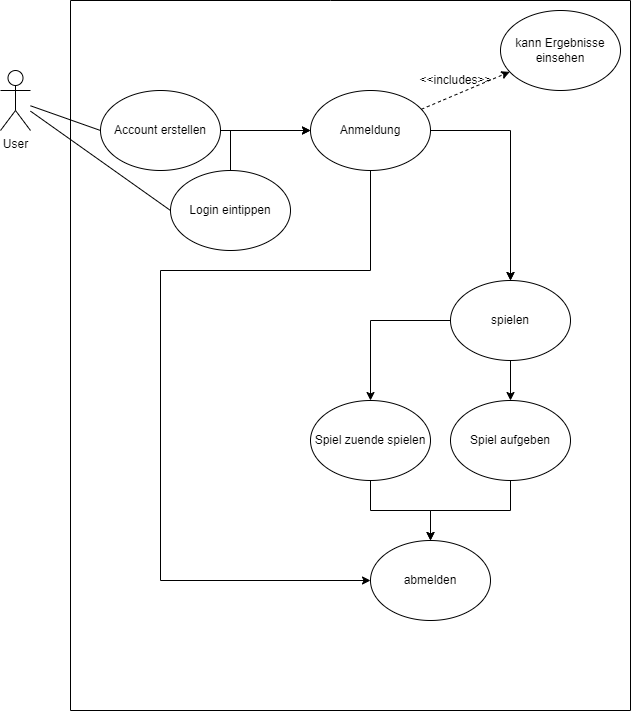 kann Ergebnisse
einsehen
<<includes>>
User
Account erstellen
Anmeldung
Login eintippen
spielen
Spiel zuende spielen
Spiel aufgeben
abmelden